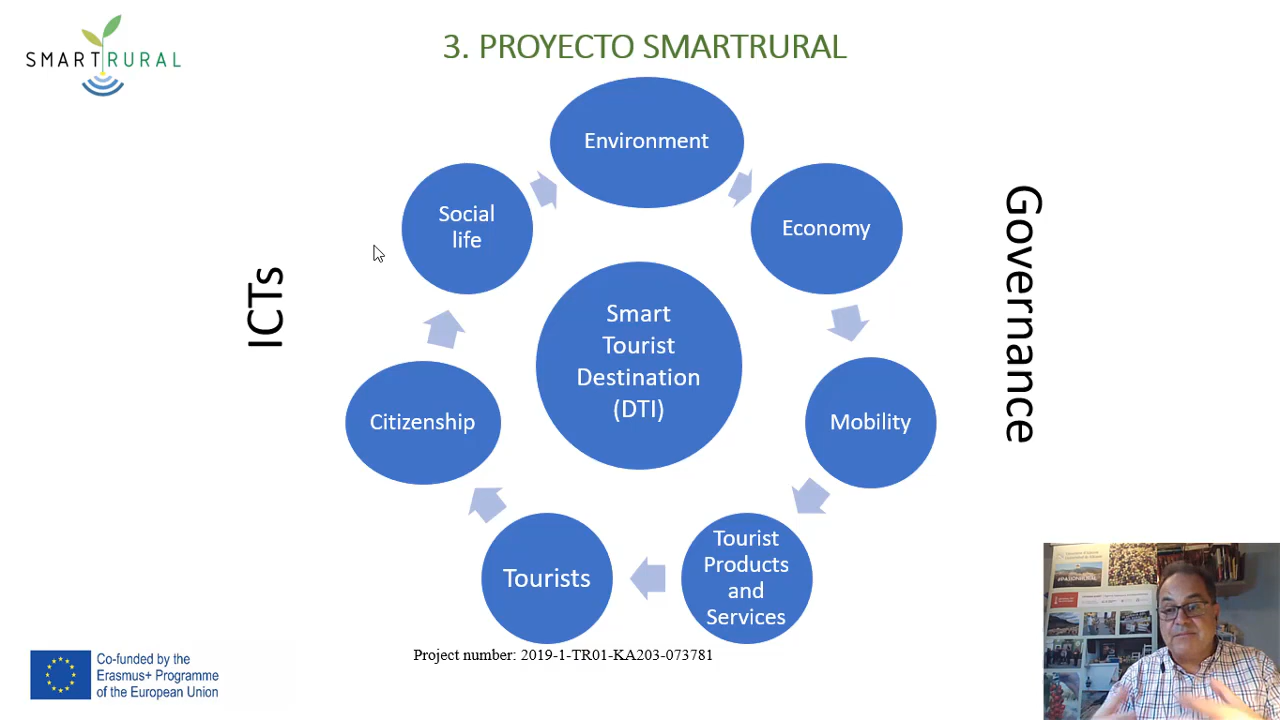 SMARTRURAL
3. PROYECTO SMARTRURAL
Environment
Social
life
Economy
ICTs
Governance
Smart
Tourist
Destination
(DTI)
Citizenship
Mobility
Tourists
Tourist
Products
and
Services
Project number: 2019-1-TR01-KA203-073781
Co-funded by the
Erasmus+ Programme
of the European Union